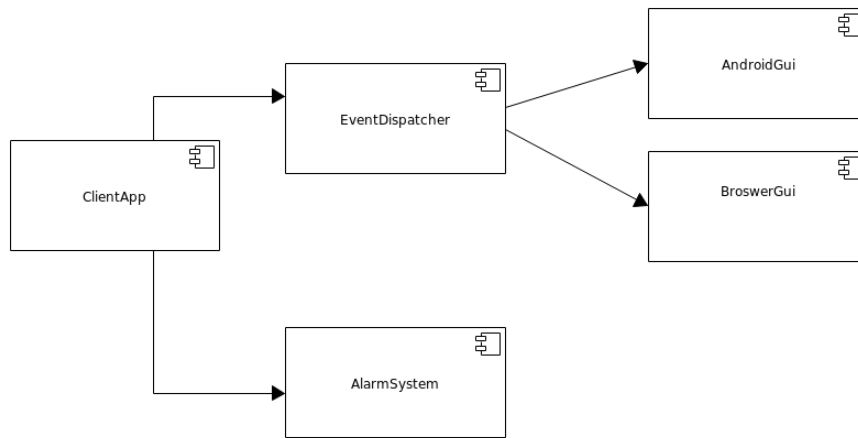 AndroidGui
EventDispatcher
ClientApp
BroswerGui
AlarmSystem